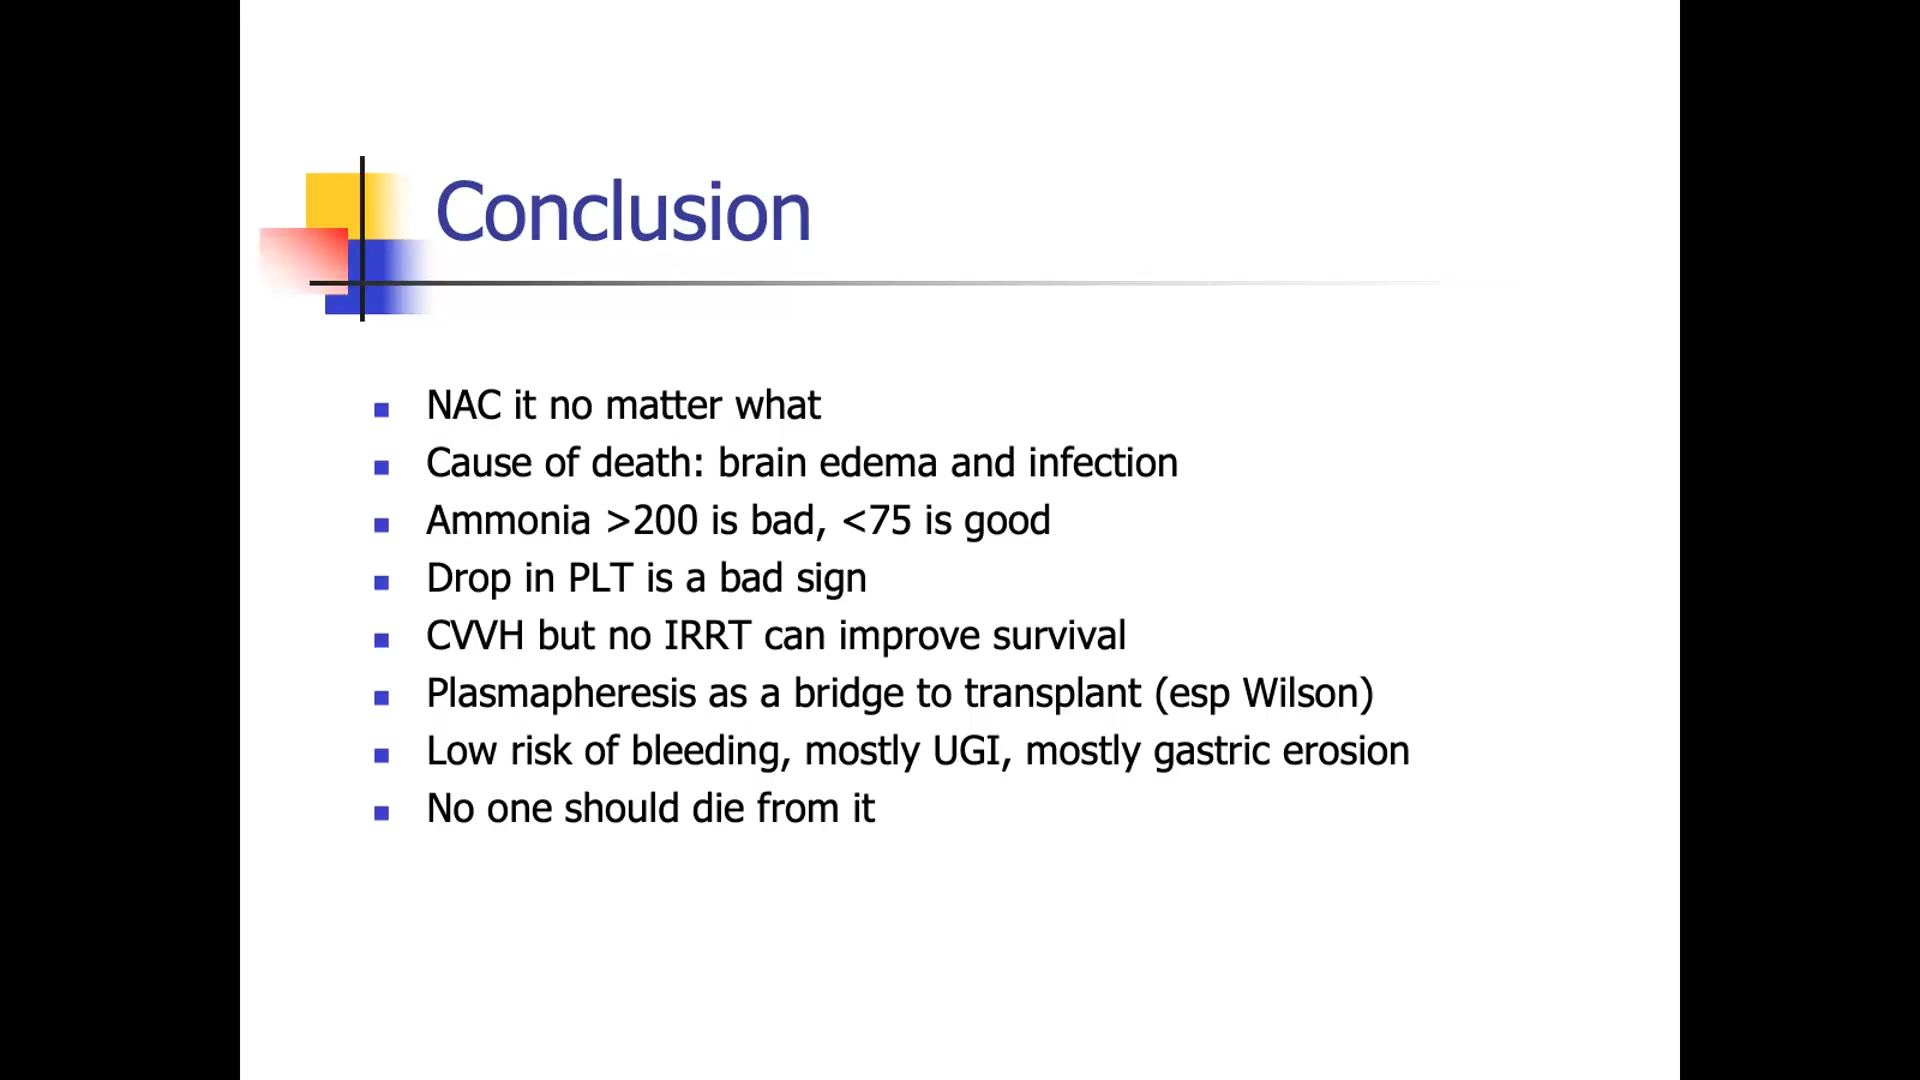 Conclusion
NAC it no matter what
Cause of death: brain edema and infection
Ammonia >200 is bad, <75 is good
Drop in PLT is a bad sign
CVVH but no IRRT can improve survival
Plasmapheresis as a bridge to transplant (esp Wilson)
Low risk of bleeding, mostly UGI, mostly gastric erosion
No one should die from it